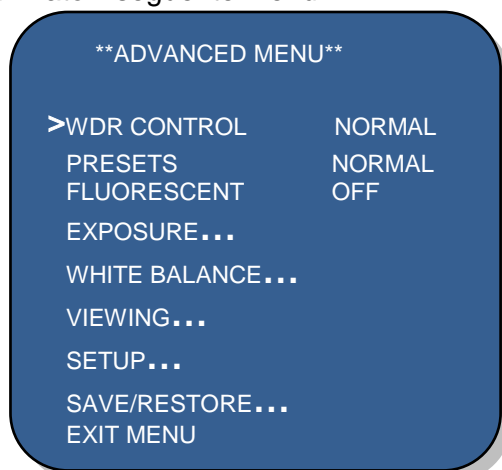 **ADVANCED MENU**
>WDR CONTROL NORMAL
PRESETS NORMAL
FLUORESCENT OFF
EXPOSURE...
WHITE BALANCE...
VIEWING...
SETUP...
SAVE/RESTORE...
EXIT MENU